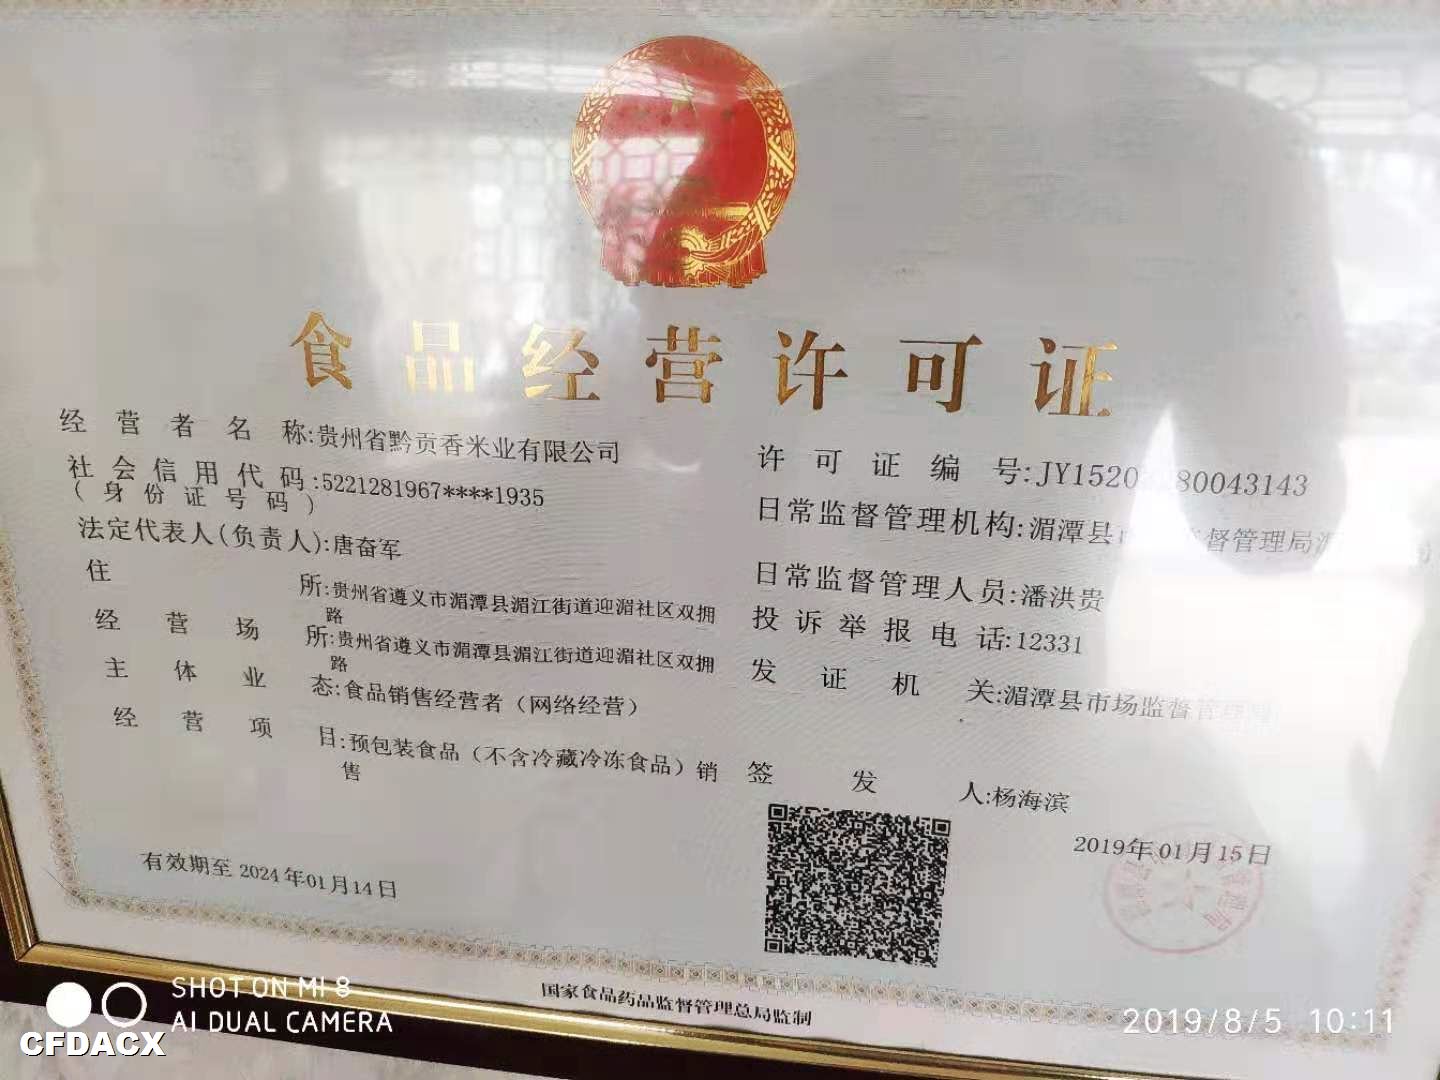 食品经营许可证
经营者名称:贵州省黔贡香米业有限公司
社会信用代码:5221281967****1935
(身份证号码)
法定代表人(负责人):唐奋军
住所:贵州省遵义市湄潭县湄江街道迎湄社区双拥
路
经营场所:贵州省遵义市湄潭县湄江街道迎湄社区双拥
路
主体业态:食品销售经营者（网络经营）
经营项目:预包装食品（不含冷藏冷冻食品）销
售
有效期至 2024年01月14日
许可证编号:JY1520 80043143
日常监督管理机构:湄潭县 督管理局
日常监督管理人员:潘洪贵
投诉举报电话:12331
发证机关:湄潭县市场监督管理局
签发人:杨海滨
2019年01月15日
国家食品药品监督管理总局监制
SHOT ON MI 8
AI DUAL CAMERA
CFDACX
2019/8/5 10:11